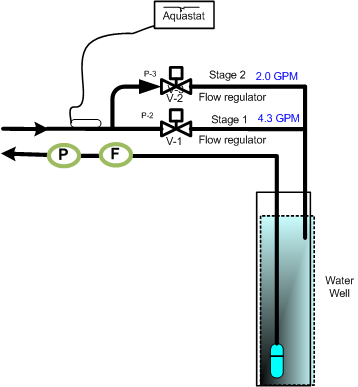 Aquastat
P-3
Stage 2 2.0 GPM
V-2
Flow regulator
P-2
Stage 1 4.3 GPM
V-1
Flow regulator
P
F
Water
Well